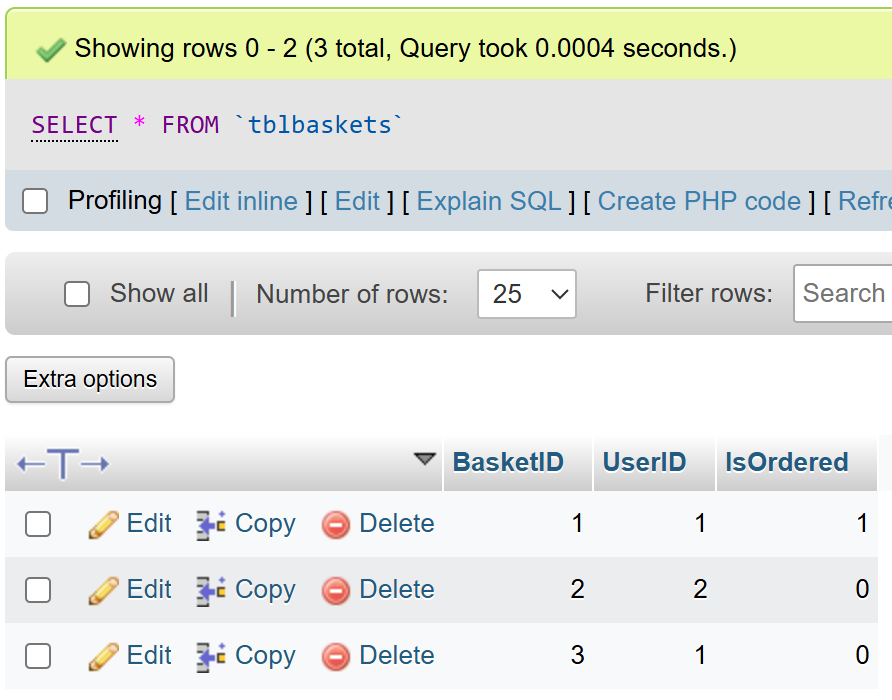 Showing rows 0 - 2 (3 total, Query took 0.0004 seconds.)
SELECT * FROM `tblbaskets`
Profiling [ Edit inline ] [ Edit ] [ Explain SQL ] [ Create PHP code ] [ Refre
Show all Number of rows: 25 Filter rows: Search
Extra options
BasketID UserID IsOrdered
Edit Copy Delete 1 1 1
Edit Copy Delete 2 2 0
Edit Copy Delete 3 1 0